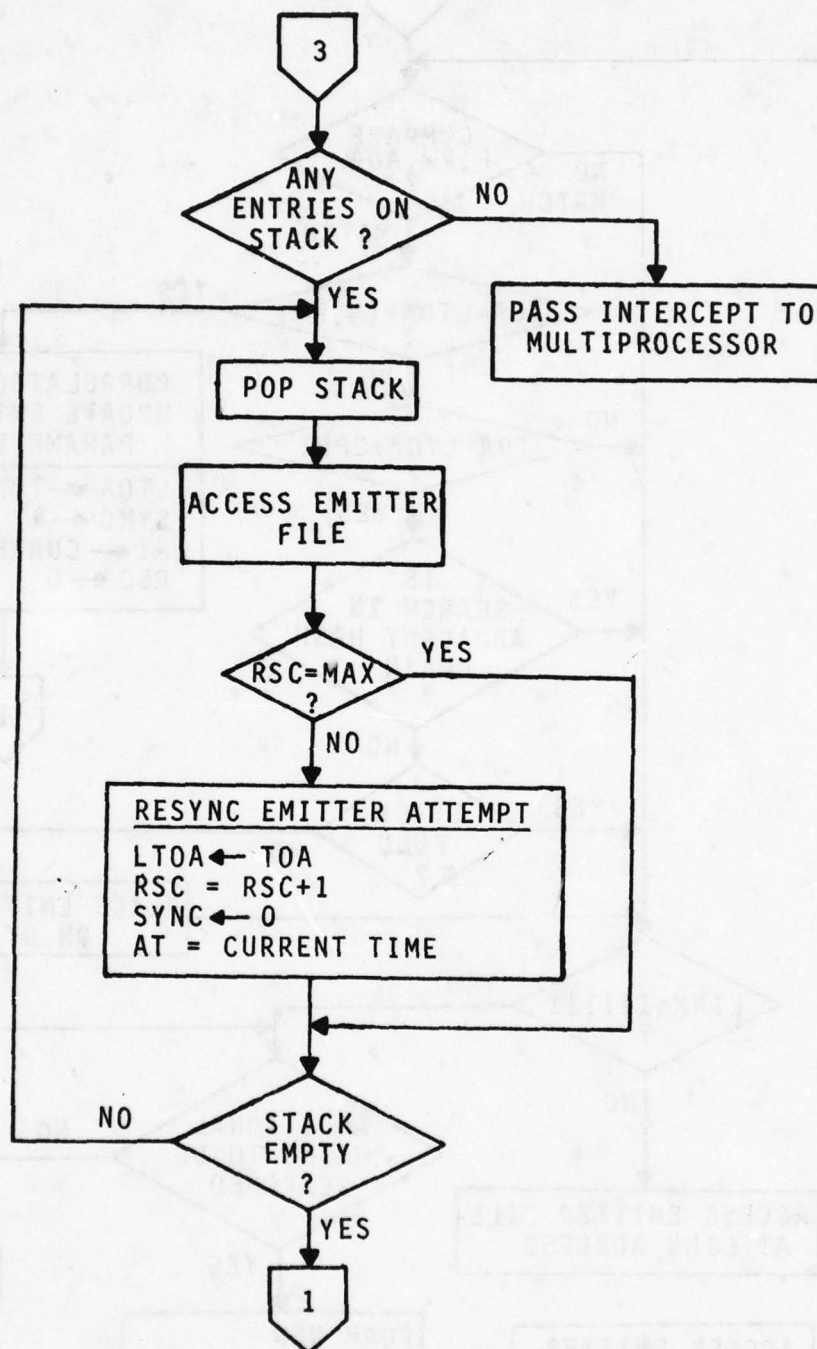 3
ANY
ENTRIES ON
STACK ?
NO
YES
PASS INTERCEPT TO
MULTIPROCESSOR
POP STACK
ACCESS EMITTER
FILE
RSC=MAX
?
YES
NO
RESYNC EMITTER ATTEMPT
LTOA ← TOA
RSC = RSC+1
SYNC ← 0
AT = CURRENT TIME
NO
STACK
EMPTY
?
YES
1